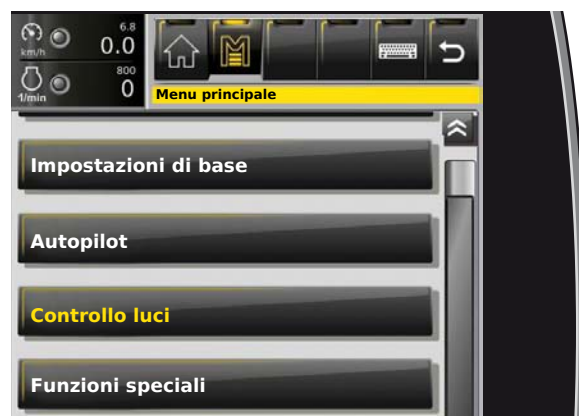 6.8
km/h 0.0
800
1/min 0
M
Menu principale
Impostazioni di base
Autopilot
Controllo luci
Funzioni speciali